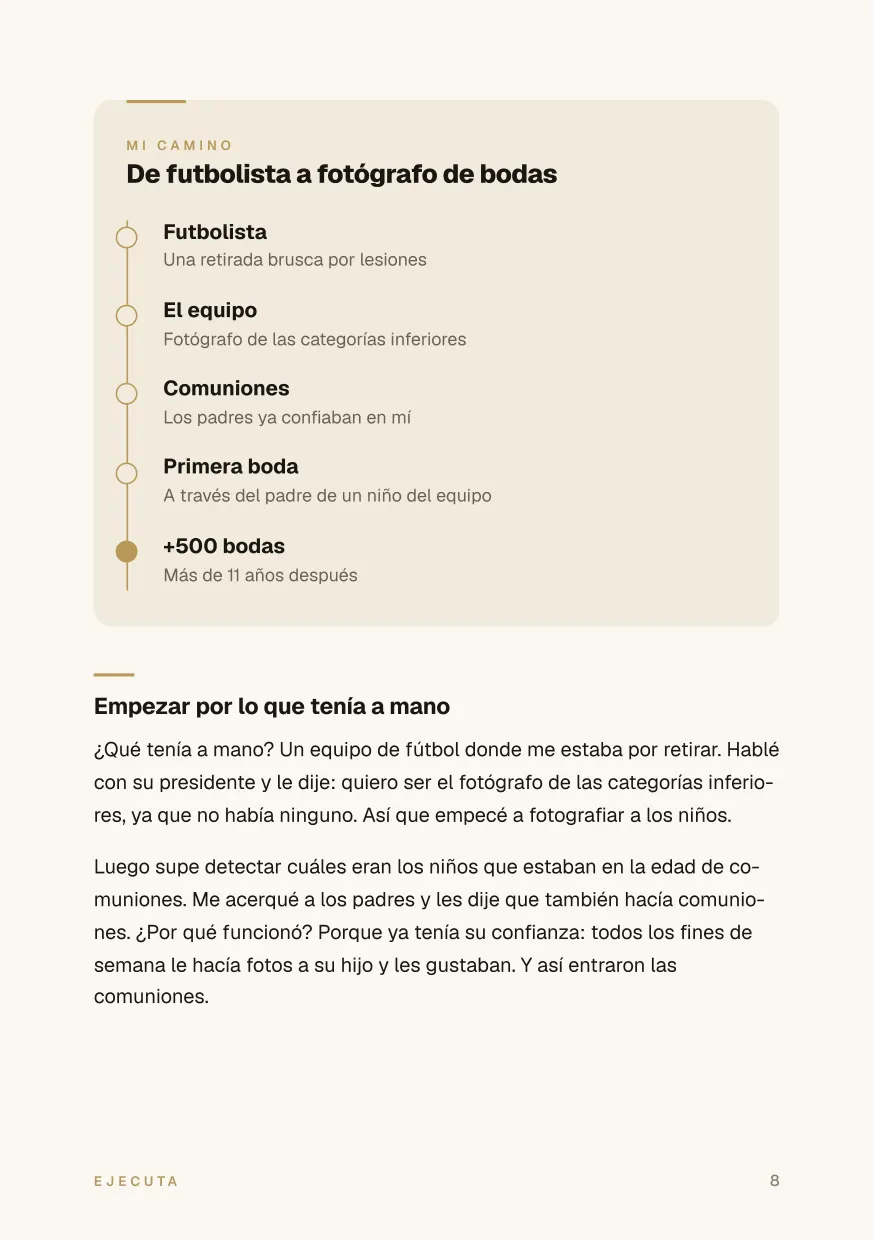 MI CAMINO
De futbolista a fotógrafo de bodas
Futbolista
Una retirada brusca por lesiones
El equipo
Fotógrafo de las categorías inferiores
Comuniones
Los padres ya confiaban en mí
Primera boda
A través del padre de un niño del equipo
+500 bodas
Más de 11 años después
Empezar por lo que tenía a mano
¿Qué tenía a mano? Un equipo de fútbol donde me estaba por retirar. Hablé
con su presidente y le dije: quiero ser el fotógrafo de las categorías inferio-
res, ya que no había ninguno. Así que empecé a fotografiar a los niños.
Luego supe detectar cuáles eran los niños que estaban en la edad de co-
muniones. Me acerqué a los padres y les dije que también hacía comunio-
nes. ¿Por qué funcionó? Porque ya tenía su confianza: todos los fines de
semana le hacía fotos a su hijo y les gustaban. Y así entraron las
comuniones.
EJECUTA
8